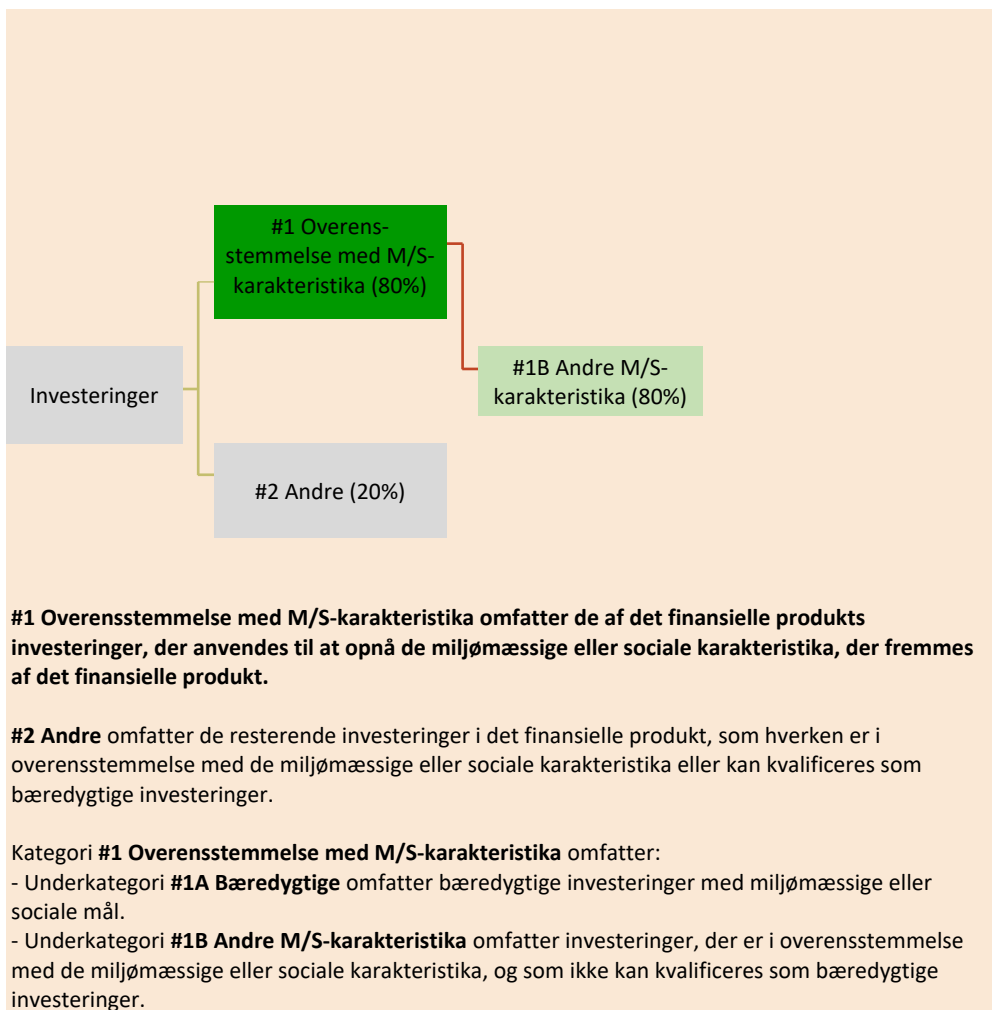 #1 Overens-
stemmelse med M/S-
karakteristika (80%)
#1B Andre M/S-
karakteristika (80%)
Investeringer
#2 Andre (20%)
#1 Overensstemmelse med M/S-karakteristika omfatter de af det finansielle produkts
investeringer, der anvendes til at opnå de miljømæssige eller sociale karakteristika, der fremmes
af det finansielle produkt.
#2 Andre omfatter de resterende investeringer i det finansielle produkt, som hverken er i
overensstemmelse med de miljømæssige eller sociale karakteristika eller kan kvalificeres som
bæredygtige investeringer.
Kategori #1 Overensstemmelse med M/S-karakteristika omfatter:
- Underkategori #1A Bæredygtige omfatter bæredygtige investeringer med miljømæssige eller
sociale mål.
- Underkategori #1B Andre M/S-karakteristika omfatter investeringer, der er i overensstemmelse
med de miljømæssige eller sociale karakteristika, og som ikke kan kvalificeres som bæredygtige
investeringer.